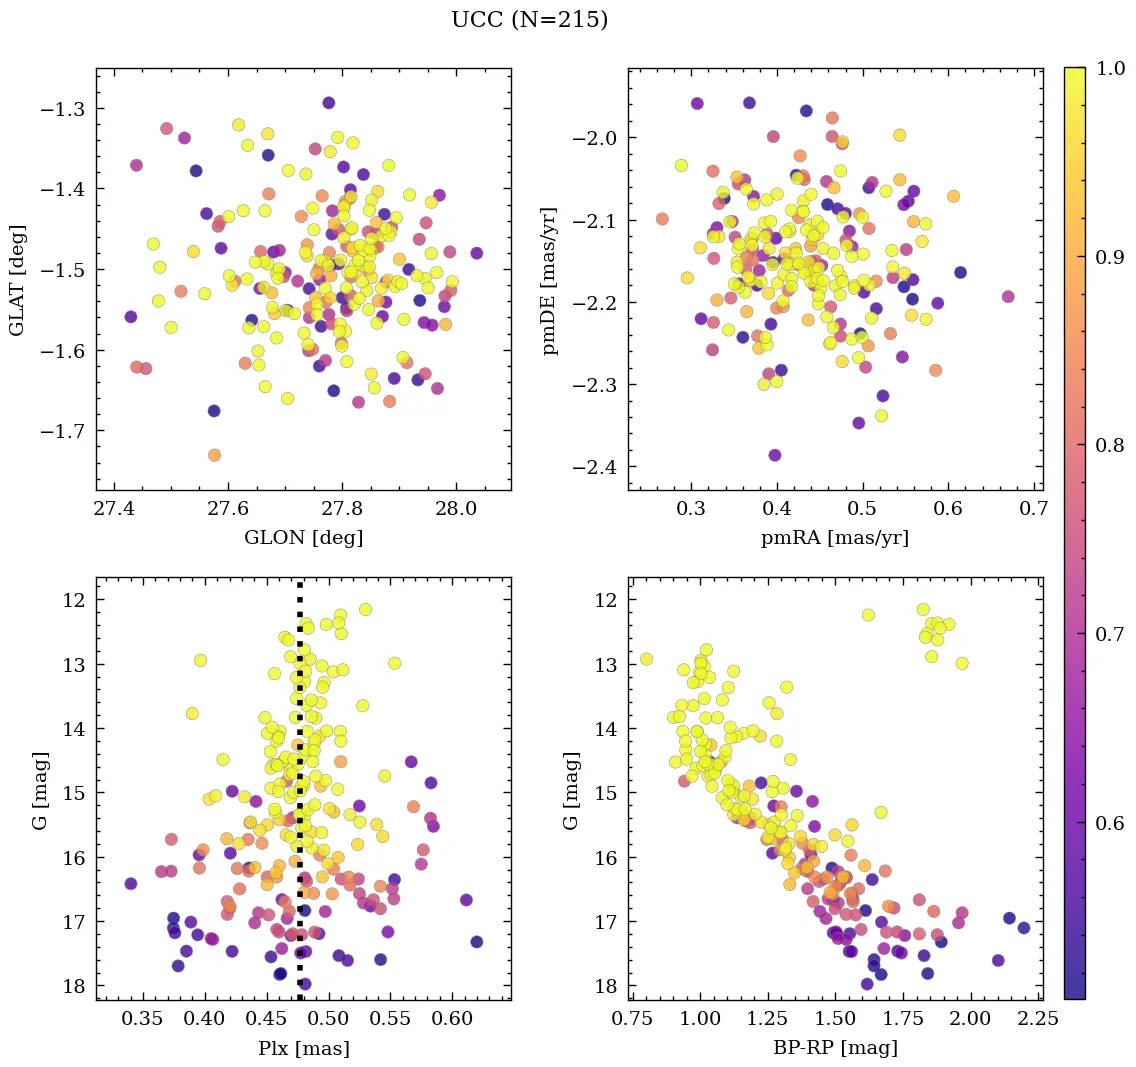 UCC (N=215)
−1.3
−1.4
−1.5
−1.6
−1.7
GLAT [deg]
27.4 27.6 27.8 28.0
GLON [deg]
−2.0
−2.1
−2.2
−2.3
−2.4
pmDE [mas/yr]
0.3 0.4 0.5 0.6 0.7
pmRA [mas/yr]
12
13
14
15
16
17
18
G [mag]
0.35 0.40 0.45 0.50 0.55 0.60
Plx [mas]
12
13
14
15
16
17
18
G [mag]
0.75 1.00 1.25 1.50 1.75 2.00 2.25
BP-RP [mag]
1.0
0.9
0.8
0.7
0.6